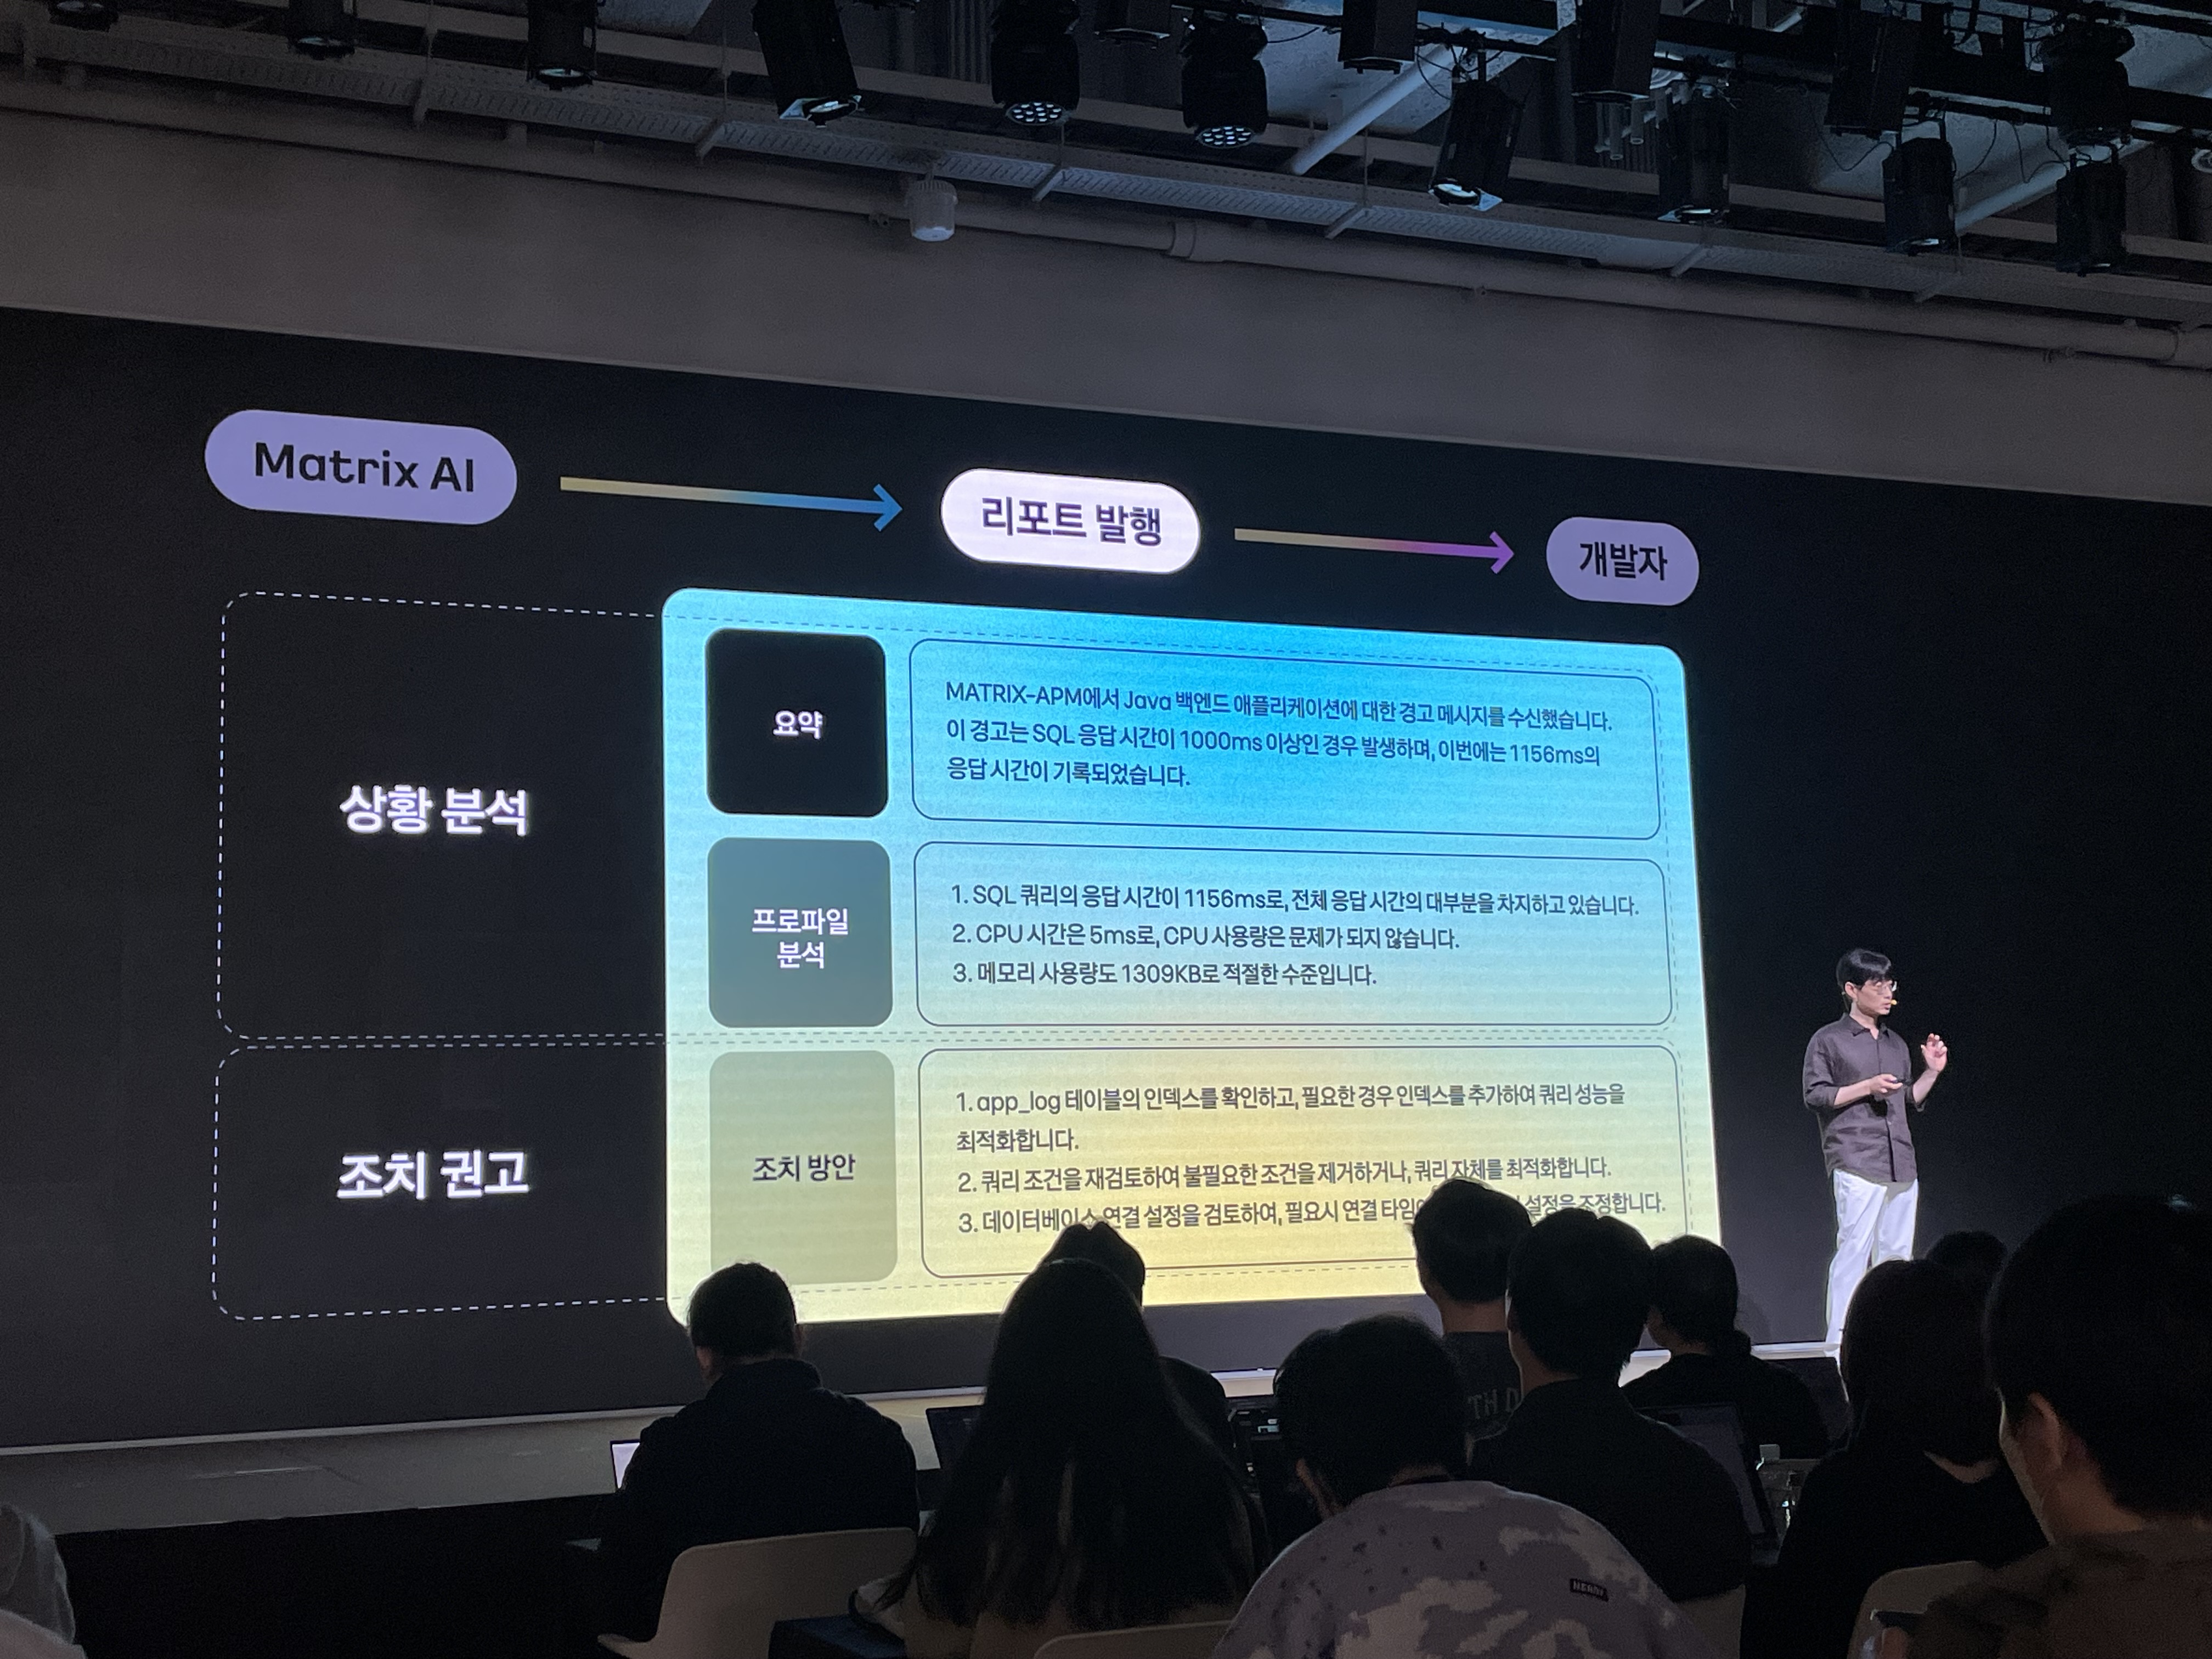 Matrix AI
리포트 발행
개발자
상황 분석
요약
MATRIX-APM에서 Java 백엔드 애플리케이션에 대한 경고 메시지를 수신했습니다.
이 경고는 SQL 응답 시간이 1000ms 이상인 경우 발생하며, 이번에는 1156ms의
응답 시간이 기록되었습니다.
프로파일
분석
1. SQL 쿼리의 응답 시간이 1156ms로, 전체 응답 시간의 대부분을 차지하고 있습니다.
2. CPU 시간은 5ms로, CPU 사용량은 문제가 되지 않습니다.
3. 메모리 사용량도 1309KB로 적절한 수준입니다.
조치 권고
조치 방안
1. app_log 테이블의 인덱스를 확인하고, 필요한 경우 인덱스를 추가하여 쿼리 성능을
최적화합니다.
2. 쿼리 조건을 재검토하여 불필요한 조건을 제거하거나, 쿼리 자체를 최적화합니다.
3. 데이터베이스 연결 설정을 검토하여, 필요시 연결 설정을 조정합니다.